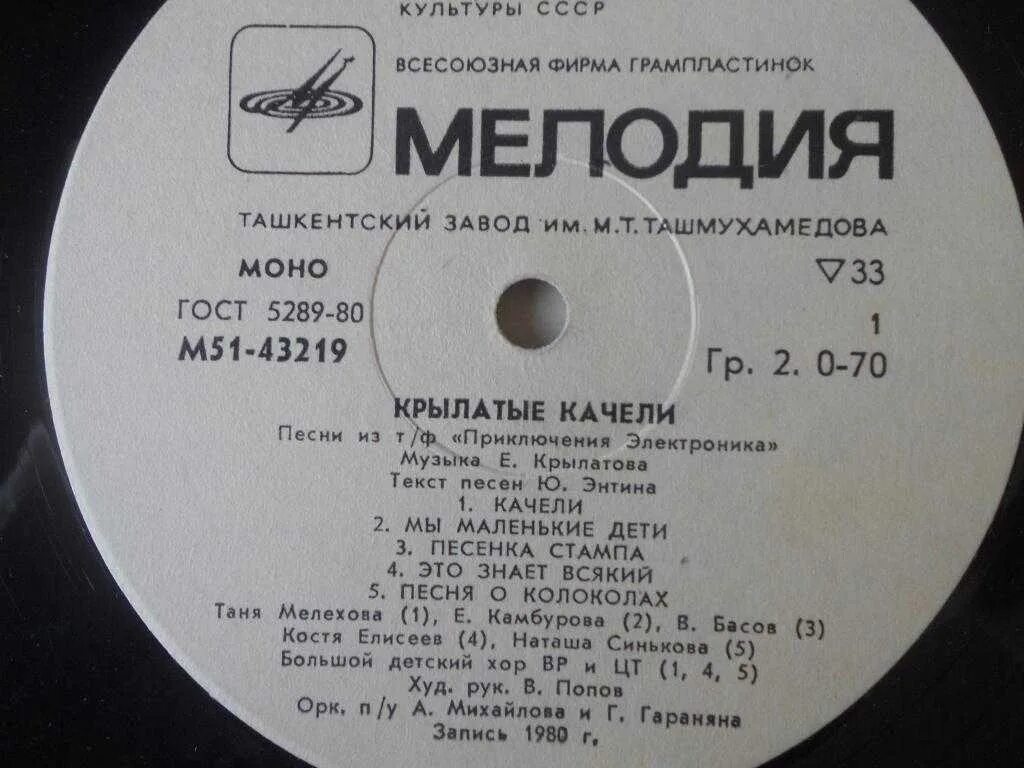 КУЛЬТУРЫ СССР
ВСЕСОЮЗНАЯ ФИРМА ГРАМПЛАСТИНОК
МЕЛОДИЯ
ТАШКЕНТСКИЙ ЗАВОД им. М.Т. ТАШМУХАМЕДОВА
МОНО ▽33
ГОСТ 5289-80 1
М51-43219 Гр. 2. 0-70
КРЫЛАТЫЕ КАЧЕЛИ
Песни из т/ф «Приключения Электроника»
Музыка Е. Крылатова
Текст песен Ю. Энтина
1. КАЧЕЛИ
2. МЫ МАЛЕНЬКИЕ ДЕТИ
3. ПЕСЕНКА СТАМПА
4. ЭТО ЗНАЕТ ВСЯКИЙ
5. ПЕСНЯ О КОЛОКОЛАХ
Таня Мелехова (1), Е. Камбурова (2), В. Басов (3)
Костя Елисеев (4), Наташа Синькова (5)
Большой детский хор ВР и ЦТ (1, 4, 5)
Худ. рук. В. Попов
Орк. п/у А. Михайлова и Г. Гараняна
Запись 1980 г.